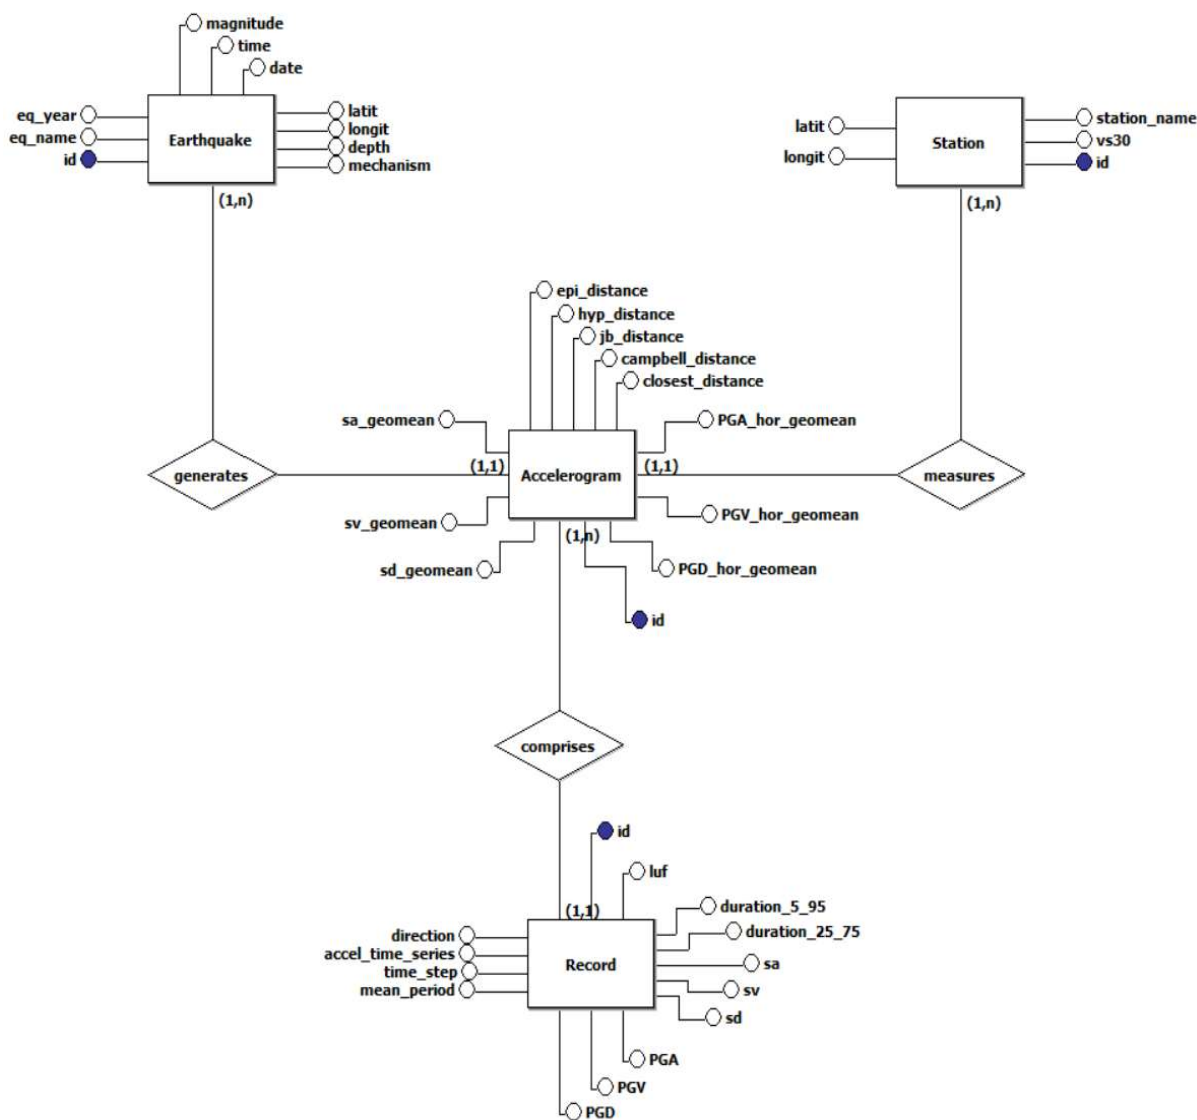 magnitude
time
date
eq_year
eq_name
id
Earthquake
latit
longit
depth
mechanism
(1,n)
latit
longit
Station
station_name
vs30
id
(1,n)
epi_distance
hyp_distance
jb_distance
campbell_distance
closest_distance
sa_geomean
PGA_hor_geomean
generates
(1,1)
Accelerogram
(1,1)
measures
sv_geomean
PGV_hor_geomean
(1,n)
sd_geomean
PGD_hor_geomean
id
comprises
id
luf
(1,1)
duration_5_95
duration_25_75
direction
accel_time_series
time_step
mean_period
Record
sa
sv
sd
PGA
PGV
PGD